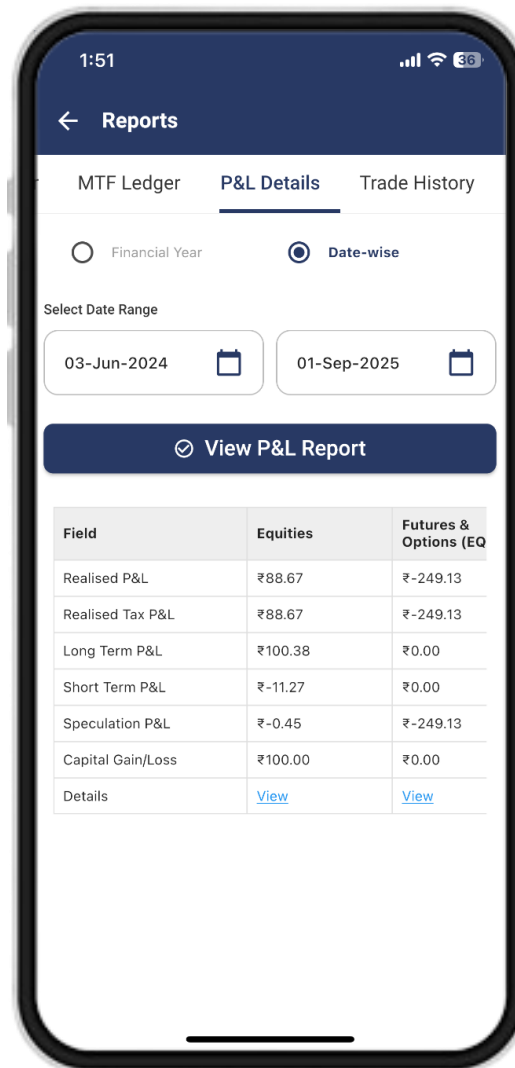 1:51
36
Reports
MTF Ledger P&L Details Trade History
Financial Year Date-wise
Select Date Range
03-Jun-2024 01-Sep-2025
View P&L Report
Field Equities Futures &
Options (EQ
Realised P&L ₹88.67 ₹-249.13
Realised Tax P&L ₹88.67 ₹-249.13
Long Term P&L ₹100.38 ₹0.00
Short Term P&L ₹-11.27 ₹0.00
Speculation P&L ₹-0.45 ₹-249.13
Capital Gain/Loss ₹100.00 ₹0.00
Details View View